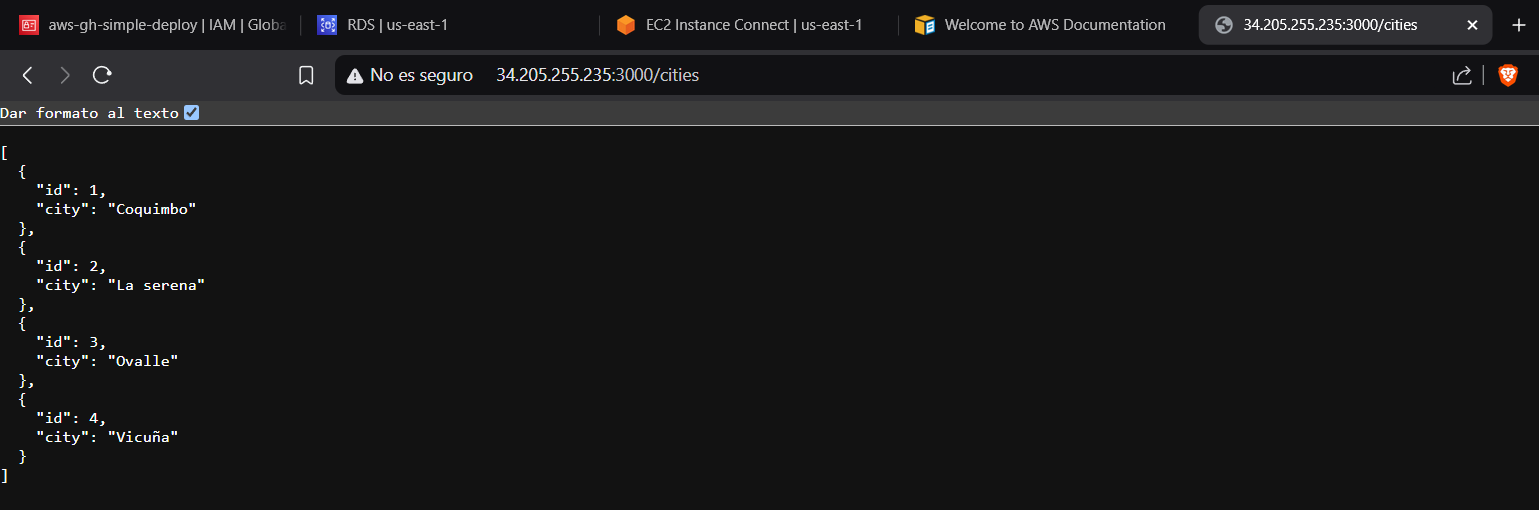 aws-gh-simple-deploy | IAM | Globa
RDS | us-east-1
EC2 Instance Connect | us-east-1
Welcome to AWS Documentation
34.205.255.235:3000/cities
No es seguro 34.205.255.235:3000/cities
Dar formato al texto
[
  {
    "id": 1,
    "city": "Coquimbo"
  },
  {
    "id": 2,
    "city": "La serena"
  },
  {
    "id": 3,
    "city": "Ovalle"
  },
  {
    "id": 4,
    "city": "Vicuña"
  }
]